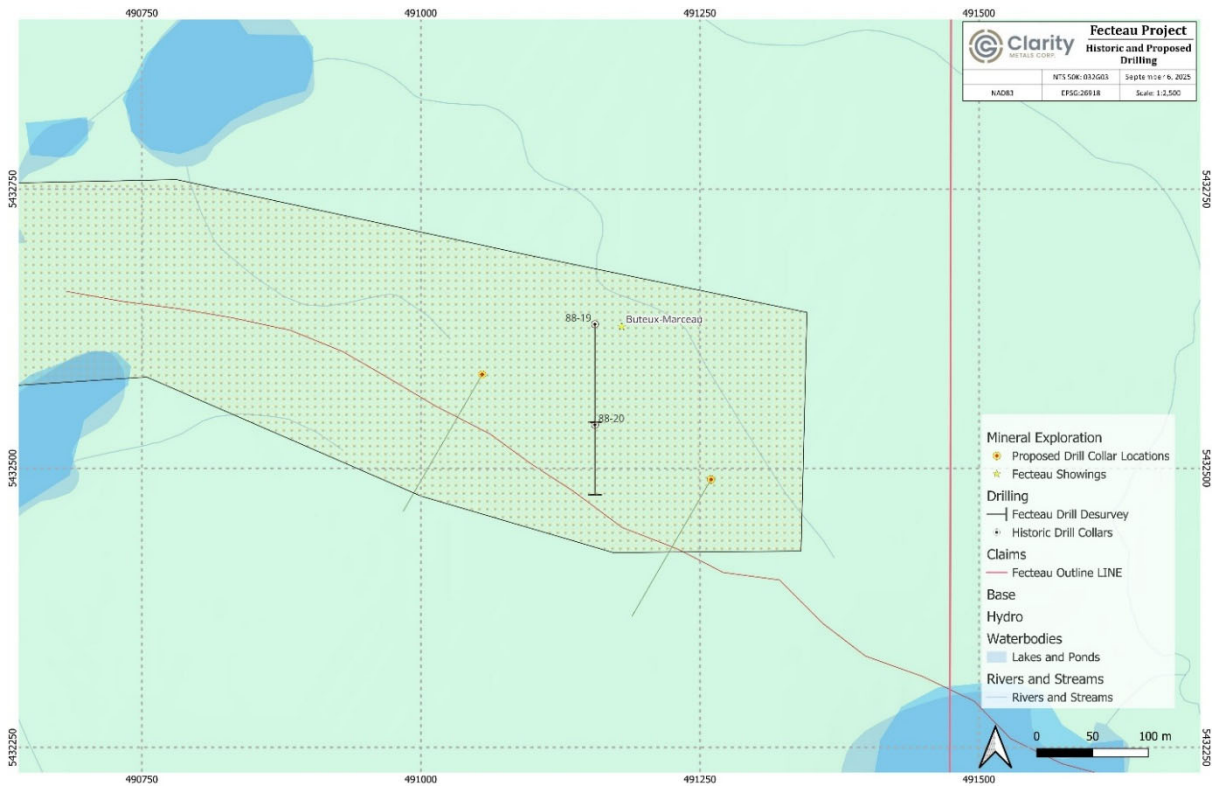 490750
491000
491250
491500
Clarity
METALS CORP.
Fecteau Project
Historic and Proposed
Drilling
September 6, 2025
NAD83
EPSG:26918
Scale: 1:2,500
5432750
5432750
88-19
Buteux-Marceau
88-20
5432500
5432500
Mineral Exploration
Proposed Drill Collar Locations
Fecteau Showings
Drilling
Fecteau Drill Desurvey
Historic Drill Collars
Claims
Fecteau Outline LINE
Base
Hydro
Waterbodies
Lakes and Ponds
Rivers and Streams
Rivers and Streams
5432250
5432250
0 50 100 m
490750
491000
491250
491500